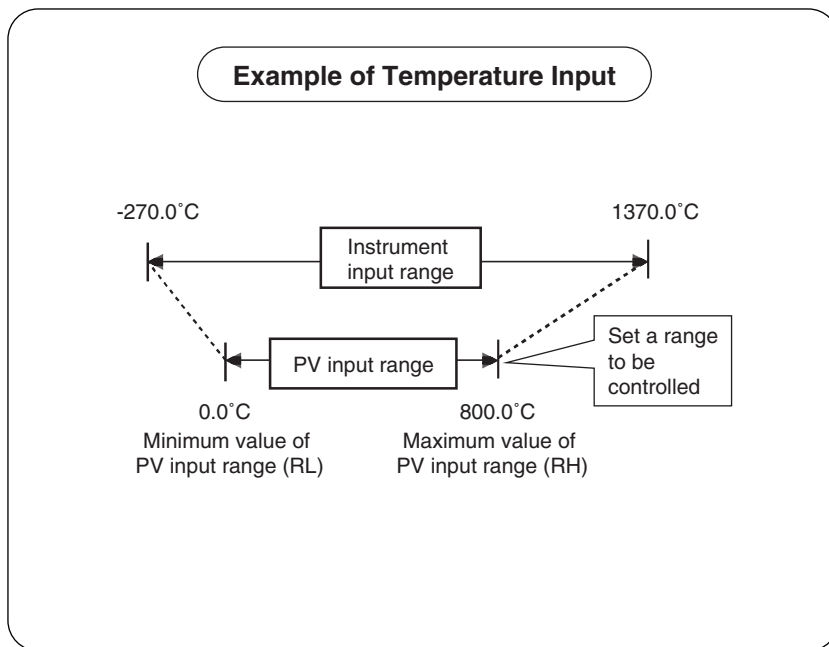 Example of Temperature Input
-270.0˚C
1370.0˚C
Instrument
input range
PV input range
Set a range
to be
controlled
0.0˚C
Minimum value of
PV input range (RL)
800.0˚C
Maximum value of
PV input range (RH)